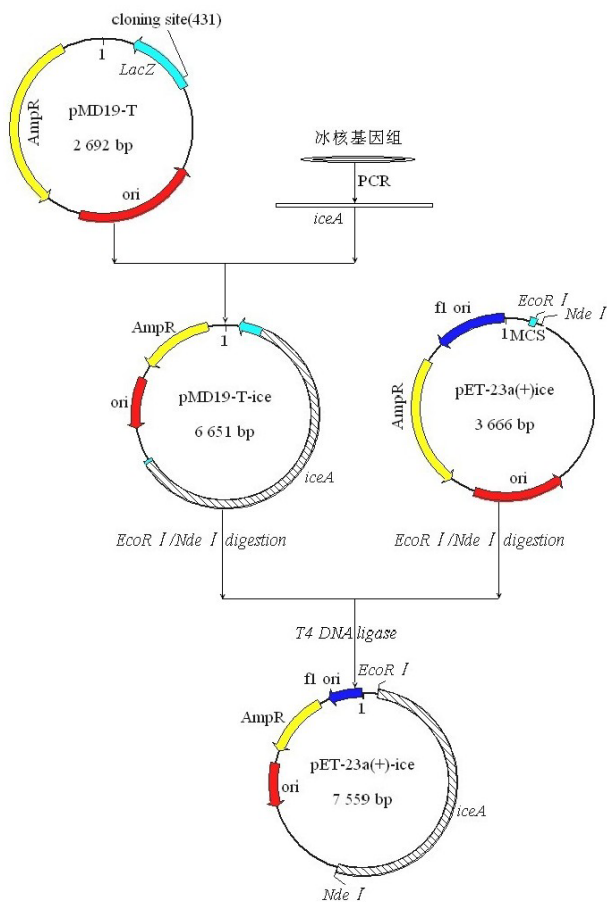 cloning site(431)
1
LacZ
AmpR
pMD19-T
2 692 bp
ori
冰核基因组
PCR
iceA
AmpR
1
ori
pMD19-T-ice
6 651 bp
iceA
EcoR I
Nde I
f1 ori
1
MCS
AmpR
pET-23a(+)ice
3 666 bp
ori
EcoR I/Nde I digestion
EcoR I/Nde I digestion
T4 DNA ligase
EcoR I
f1 ori
1
AmpR
pET-23a(+)-ice
ori
7 559 bp
iceA
Nde I